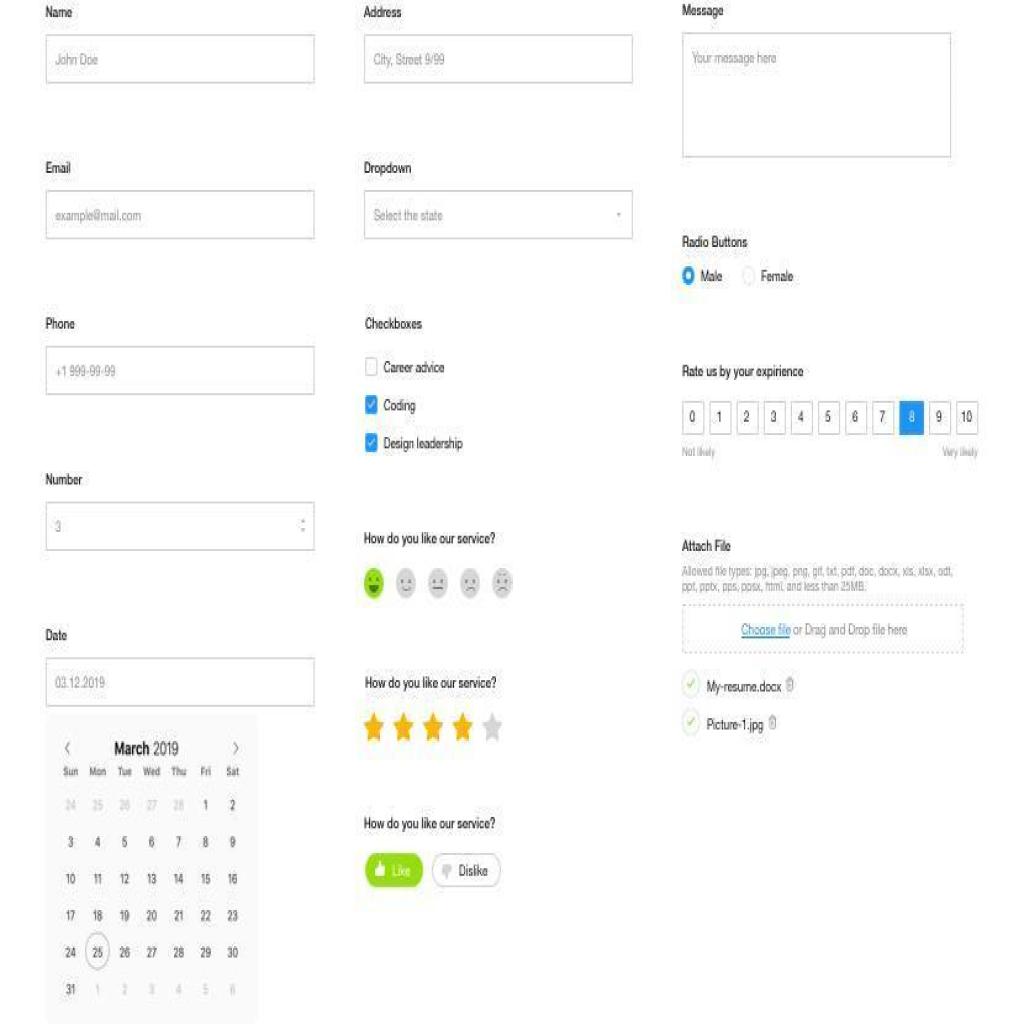 Name
John Doe
Email
example@mail.com
Phone
+1 999-99-99
Number
3
Date
03.12.2019
March 2019
Sun Mon Tue Wed Thu Fri Sat
24 25 26 27 28 1 2
3 4 5 6 7 8 9
10 11 12 13 14 15 16
17 18 19 20 21 22 23
24 25 26 27 28 29 30
31 1 2 3 4 5 6
Address
City, Street 9/99
Dropdown
Select the state
Checkboxes
Career advice
Coding
Design leadership
How do you like our service?
How do you like our service?
How do you like our service?
Like Dislike
Message
Your message here
Radio Buttons
Male Female
Rate us by your expirience
0 1 2 3 4 5 6 7 8 9 10
Not likely Very likely
Attach File
Allowed file types: jpg, jpeg, png, gif, txt, pdf, doc, docx, xls, xlsx, odt,
ppt, pptx, pps, ppsx, html, and less than 25MB.
Choose file or Drag and Drop file here
My-resume.docx
Picture-1.jpg